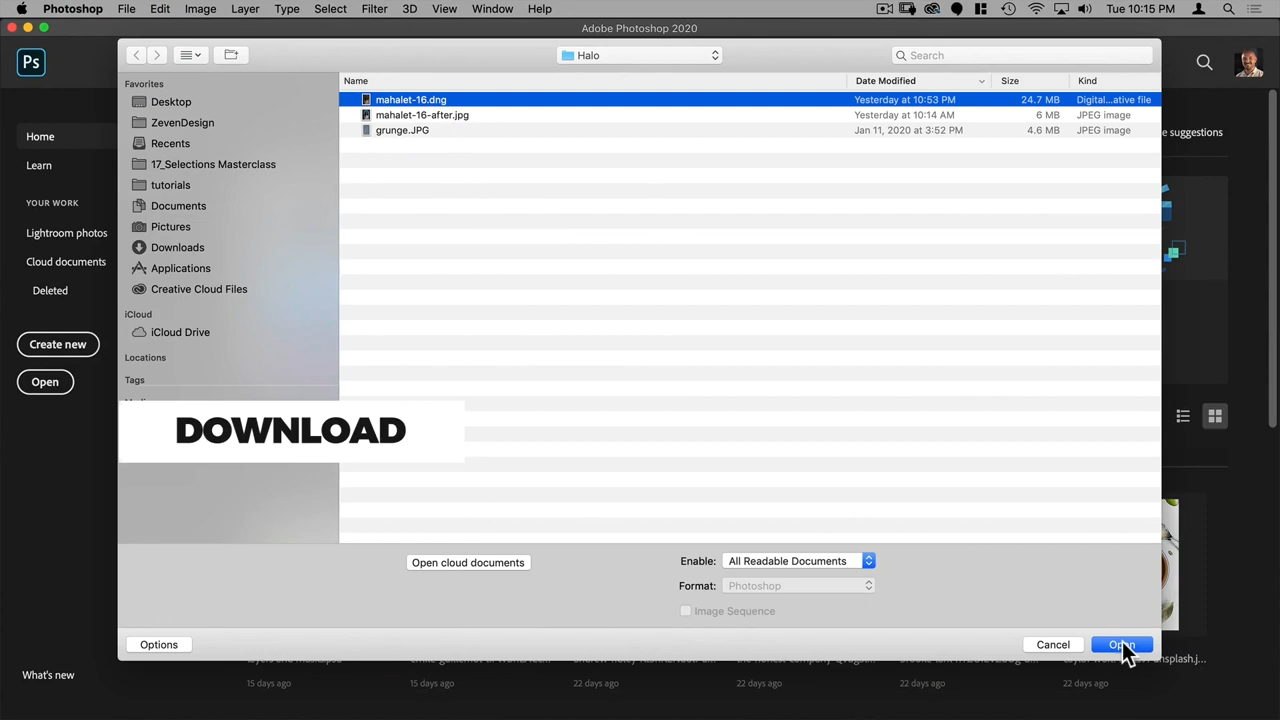 Photoshop File Edit Image Layer Type Select Filter 3D View Window Help Tue 10:15 PM
Adobe Photoshop 2020
Ps
Halo
Search
Favorites
Name Date Modified Size Kind
Desktop
mahalet-16.dng Yesterday at 10:53 PM 24.7 MB Digital...ative file
ZevenDesign
mahalet-16-after.jpg Yesterday at 10:14 AM 6 MB JPEG image
Recents
grunge.JPG Jan 11, 2020 at 3:52 PM 4.6 MB JPEG image
17_Selections Masterclass
tutorials
Documents
Pictures
Downloads
Applications
Creative Cloud Files
iCloud
iCloud Drive
Locations
Tags
Home
Learn
YOUR WORK
Lightroom photos
Cloud documents
Deleted
Create new
Open
e suggestions
DOWNLOAD
Open cloud documents
Enable: All Readable Documents
Format: Photoshop
Image Sequence
Options
Cancel
Open
What's new
15 days ago 15 days ago 22 days ago 22 days ago 22 days ago 22 days ago